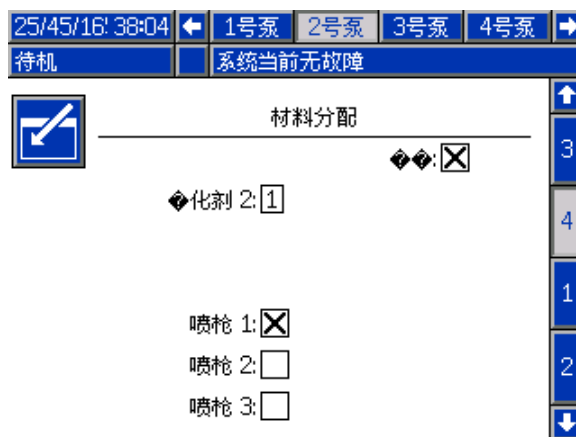 25/45/16' 38:04 1号泵 2号泵 3号泵 4号泵
待机 系统当前无故障
材料分配
3
��:
�化剂 2: 1
4
1
喷枪 1:
2
喷枪 2:
喷枪 3: